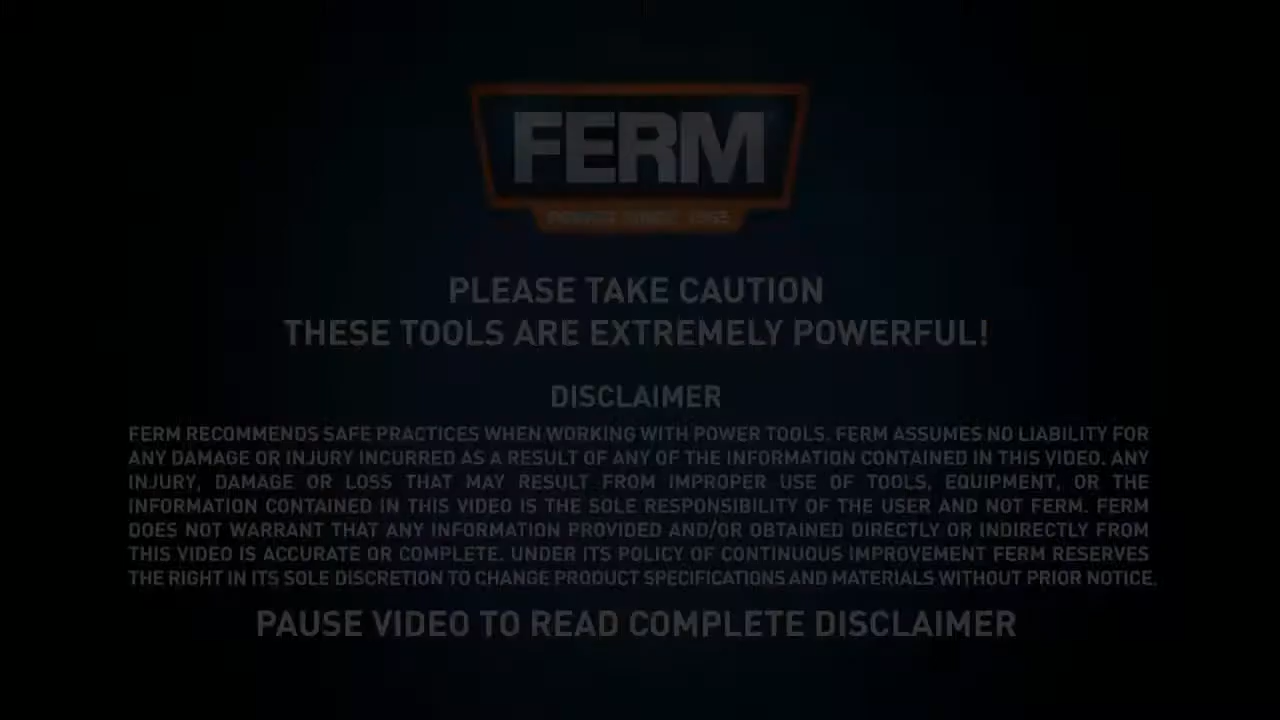 FERM
POWER SINCE 1965
PLEASE TAKE CAUTION
THESE TOOLS ARE EXTREMELY POWERFUL!
DISCLAIMER
FERM RECOMMENDS SAFE PRACTICES WHEN WORKING WITH POWER TOOLS. FERM ASSUMES NO LIABILITY FOR
ANY DAMAGE OR INJURY INCURRED AS A RESULT OF ANY OF THE INFORMATION CONTAINED IN THIS VIDEO. ANY
INJURY, DAMAGE OR LOSS THAT MAY RESULT FROM IMPROPER USE OF TOOLS, EQUIPMENT, OR THE
INFORMATION CONTAINED IN THIS VIDEO IS THE SOLE RESPONSIBILITY OF THE USER AND NOT FERM. FERM
DOES NOT WARRANT THAT ANY INFORMATION PROVIDED AND/OR OBTAINED DIRECTLY OR INDIRECTLY FROM
THIS VIDEO IS ACCURATE OR COMPLETE. UNDER ITS POLICY OF CONTINUOUS IMPROVEMENT FERM RESERVES
THE RIGHT IN ITS SOLE DISCRETION TO CHANGE PRODUCT SPECIFICATIONS AND MATERIALS WITHOUT PRIOR NOTICE.
PAUSE VIDEO TO READ COMPLETE DISCLAIMER